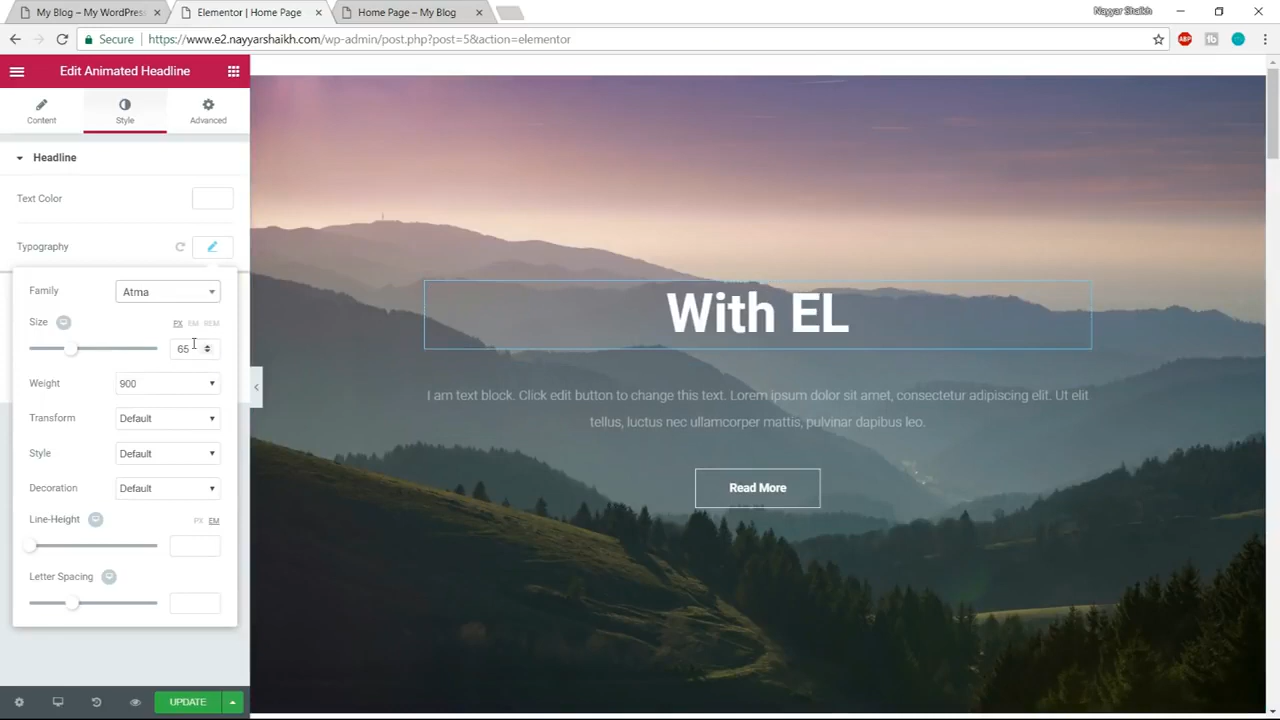 My Blog – My WordPress
Elementor | Home Page
Home Page – My Blog
Nayyar Shaikh
Secure
https://www.e2.nayyarshaikh.com/wp-admin/post.php?post=5&action=elementor
ABP
Edit Animated Headline
Content
Style
Advanced
Headline
Text Color
Typography
Family
Atma
Size
PX EM REM
65
Weight
900
Transform
Default
Style
Default
Decoration
Default
Line-Height
PX EM
Letter Spacing
UPDATE
With EL
I am text block. Click edit button to change this text. Lorem ipsum dolor sit amet, consectetur adipiscing elit. Ut elit
tellus, luctus nec ullamcorper mattis, pulvinar dapibus leo.
Read More